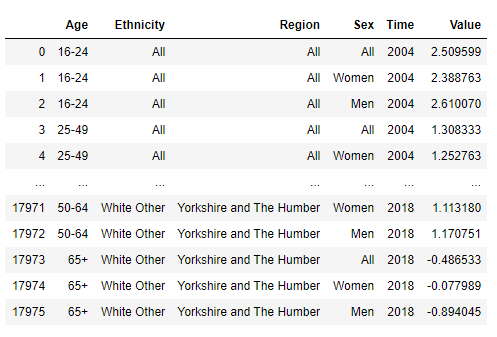 Age Ethnicity Region Sex Time Value
0 16-24 All All All 2004 2.509599
1 16-24 All All Women 2004 2.388763
2 16-24 All All Men 2004 2.610070
3 25-49 All All All 2004 1.308333
4 25-49 All All Women 2004 1.252763
... ... ... ... ... ... ...
17971 50-64 White Other Yorkshire and The Humber Women 2018 1.113180
17972 50-64 White Other Yorkshire and The Humber Men 2018 1.170751
17973 65+ White Other Yorkshire and The Humber All 2018 -0.486533
17974 65+ White Other Yorkshire and The Humber Women 2018 -0.077989
17975 65+ White Other Yorkshire and The Humber Men 2018 -0.894045